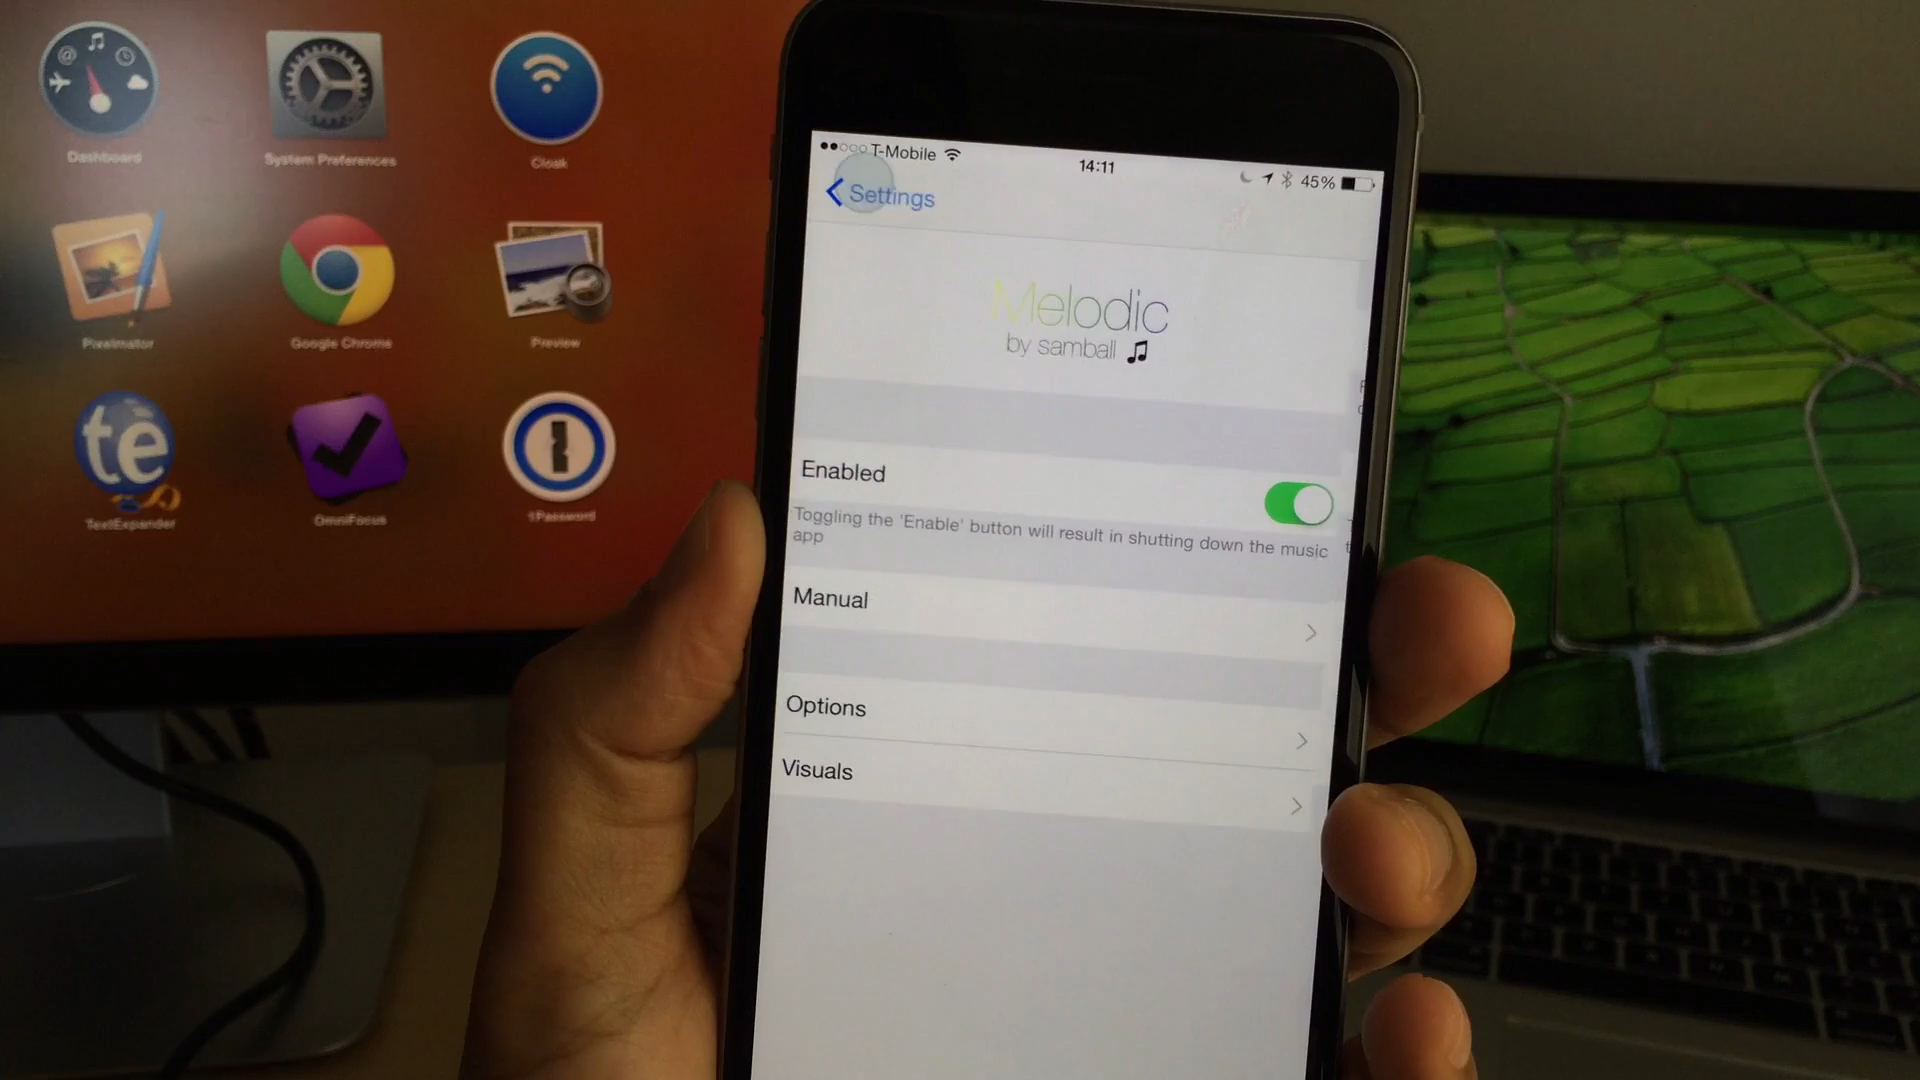 Dashboard
System Preferences
Cloak
Pixelmator
Google Chrome
Preview
te
TextExpander
OmniFocus
1Password
T-Mobile
14:11
45%
Settings
Melodic
by samball
Enabled
Toggling the 'Enable' button will result in shutting down the music
app
Manual
Options
Visuals